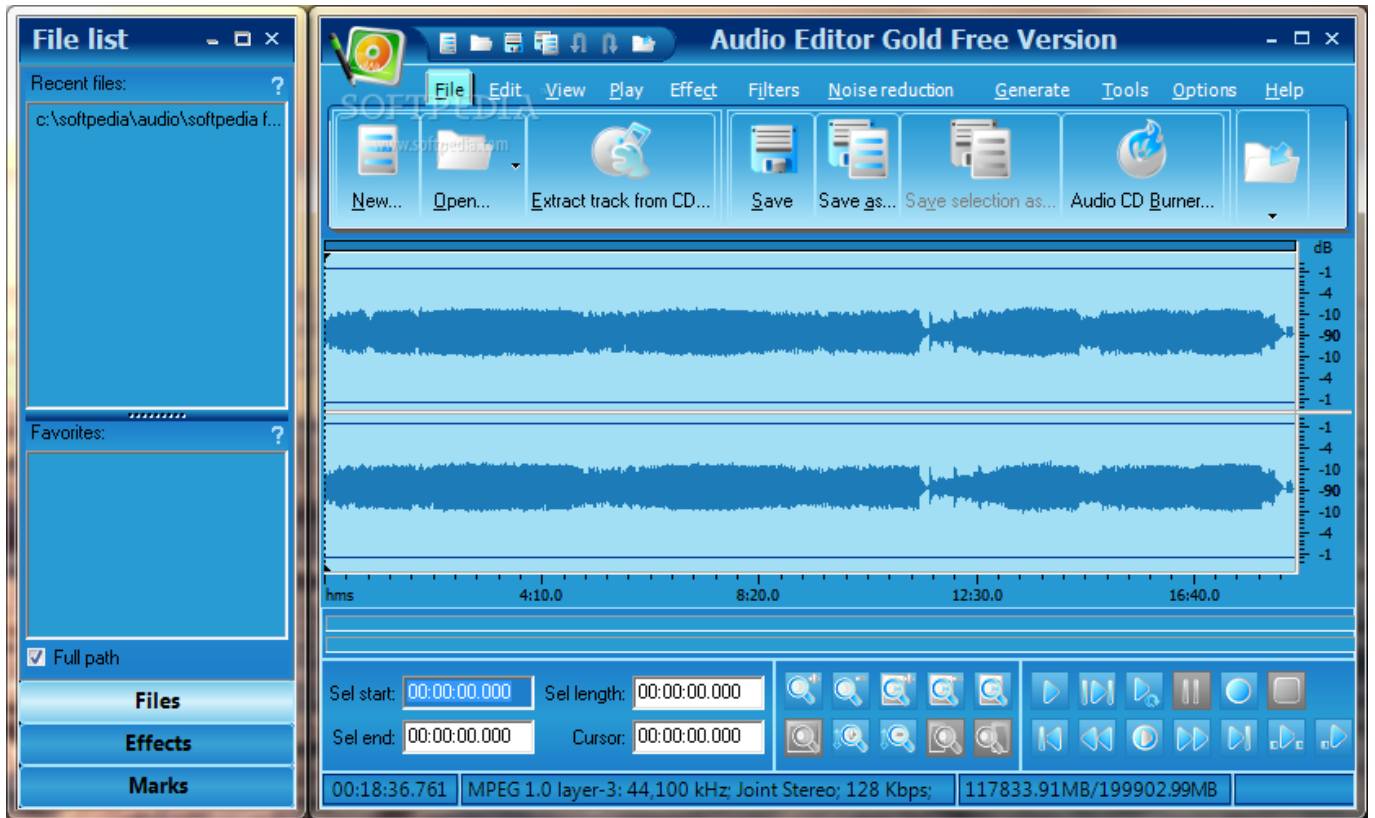 File list
Recent files: ?
c:\softpedia\audio\softpedia f...
Favorites: ?
Full path
Files
Effects
Marks
Audio Editor Gold Free Version
File Edit View Play Effect Filters Noise reduction Generate Tools Options Help
SOFTPEDIA
www.softpedia.com
New... Open... Extract track from CD... Save Save as... Save selection as... Audio CD Burner...
dB
-1
-4
-10
-90
-10
-4
-1
-1
-4
-10
-90
-10
-4
-1
hms 4:10.0 8:20.0 12:30.0 16:40.0
Sel start: 00:00:00.000 Sel length: 00:00:00.000
Sel end: 00:00:00.000 Cursor: 00:00:00.000
00:18:36.761 MPEG 1.0 layer-3: 44,100 kHz; Joint Stereo; 128 Kbps; 117833.91MB/199902.99MB